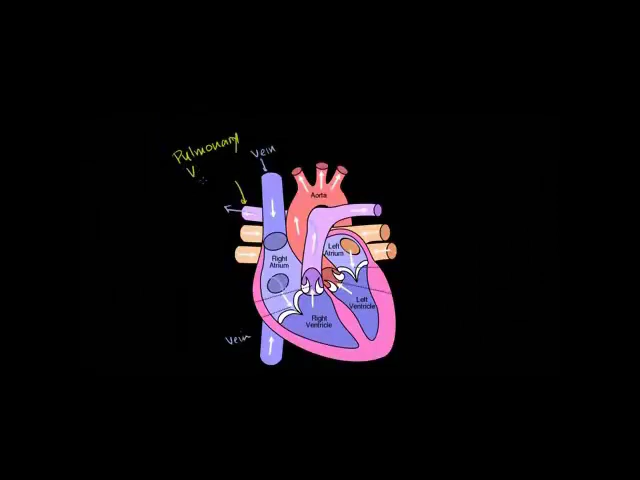 Pulmonary
V
vein
Aorta
Left
Atrium
Right
Atrium
Left
Ventricle
Right
Ventricle
vein